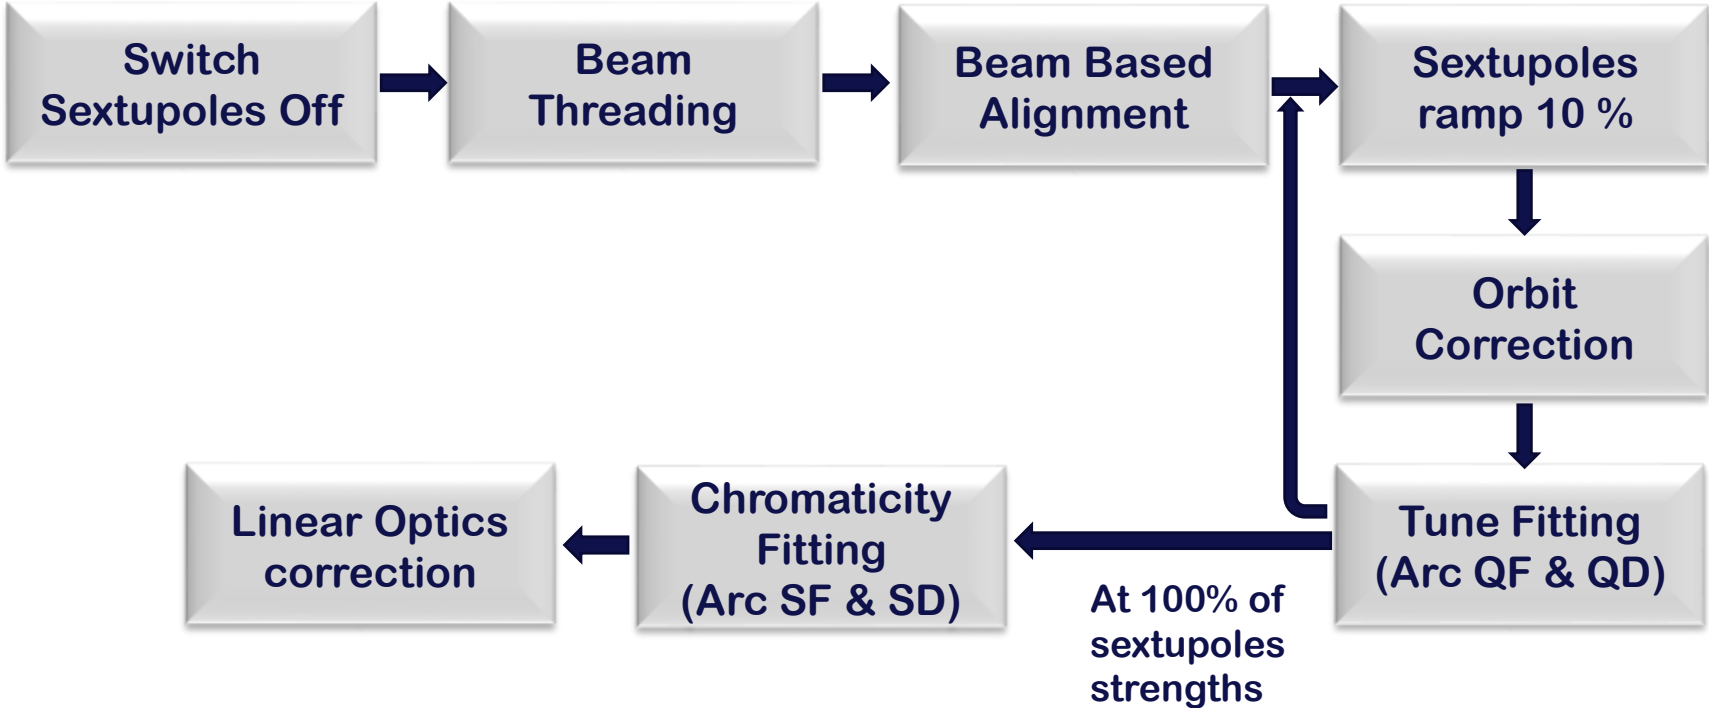 Switch
Sextupoles Off
Beam
Threading
Beam Based
Alignment
Sextupoles
ramp 10 %
Orbit
Correction
Tune Fitting
(Arc QF & QD)
At 100% of
sextupoles
strengths
Chromaticity
Fitting
(Arc SF & SD)
Linear Optics
correction